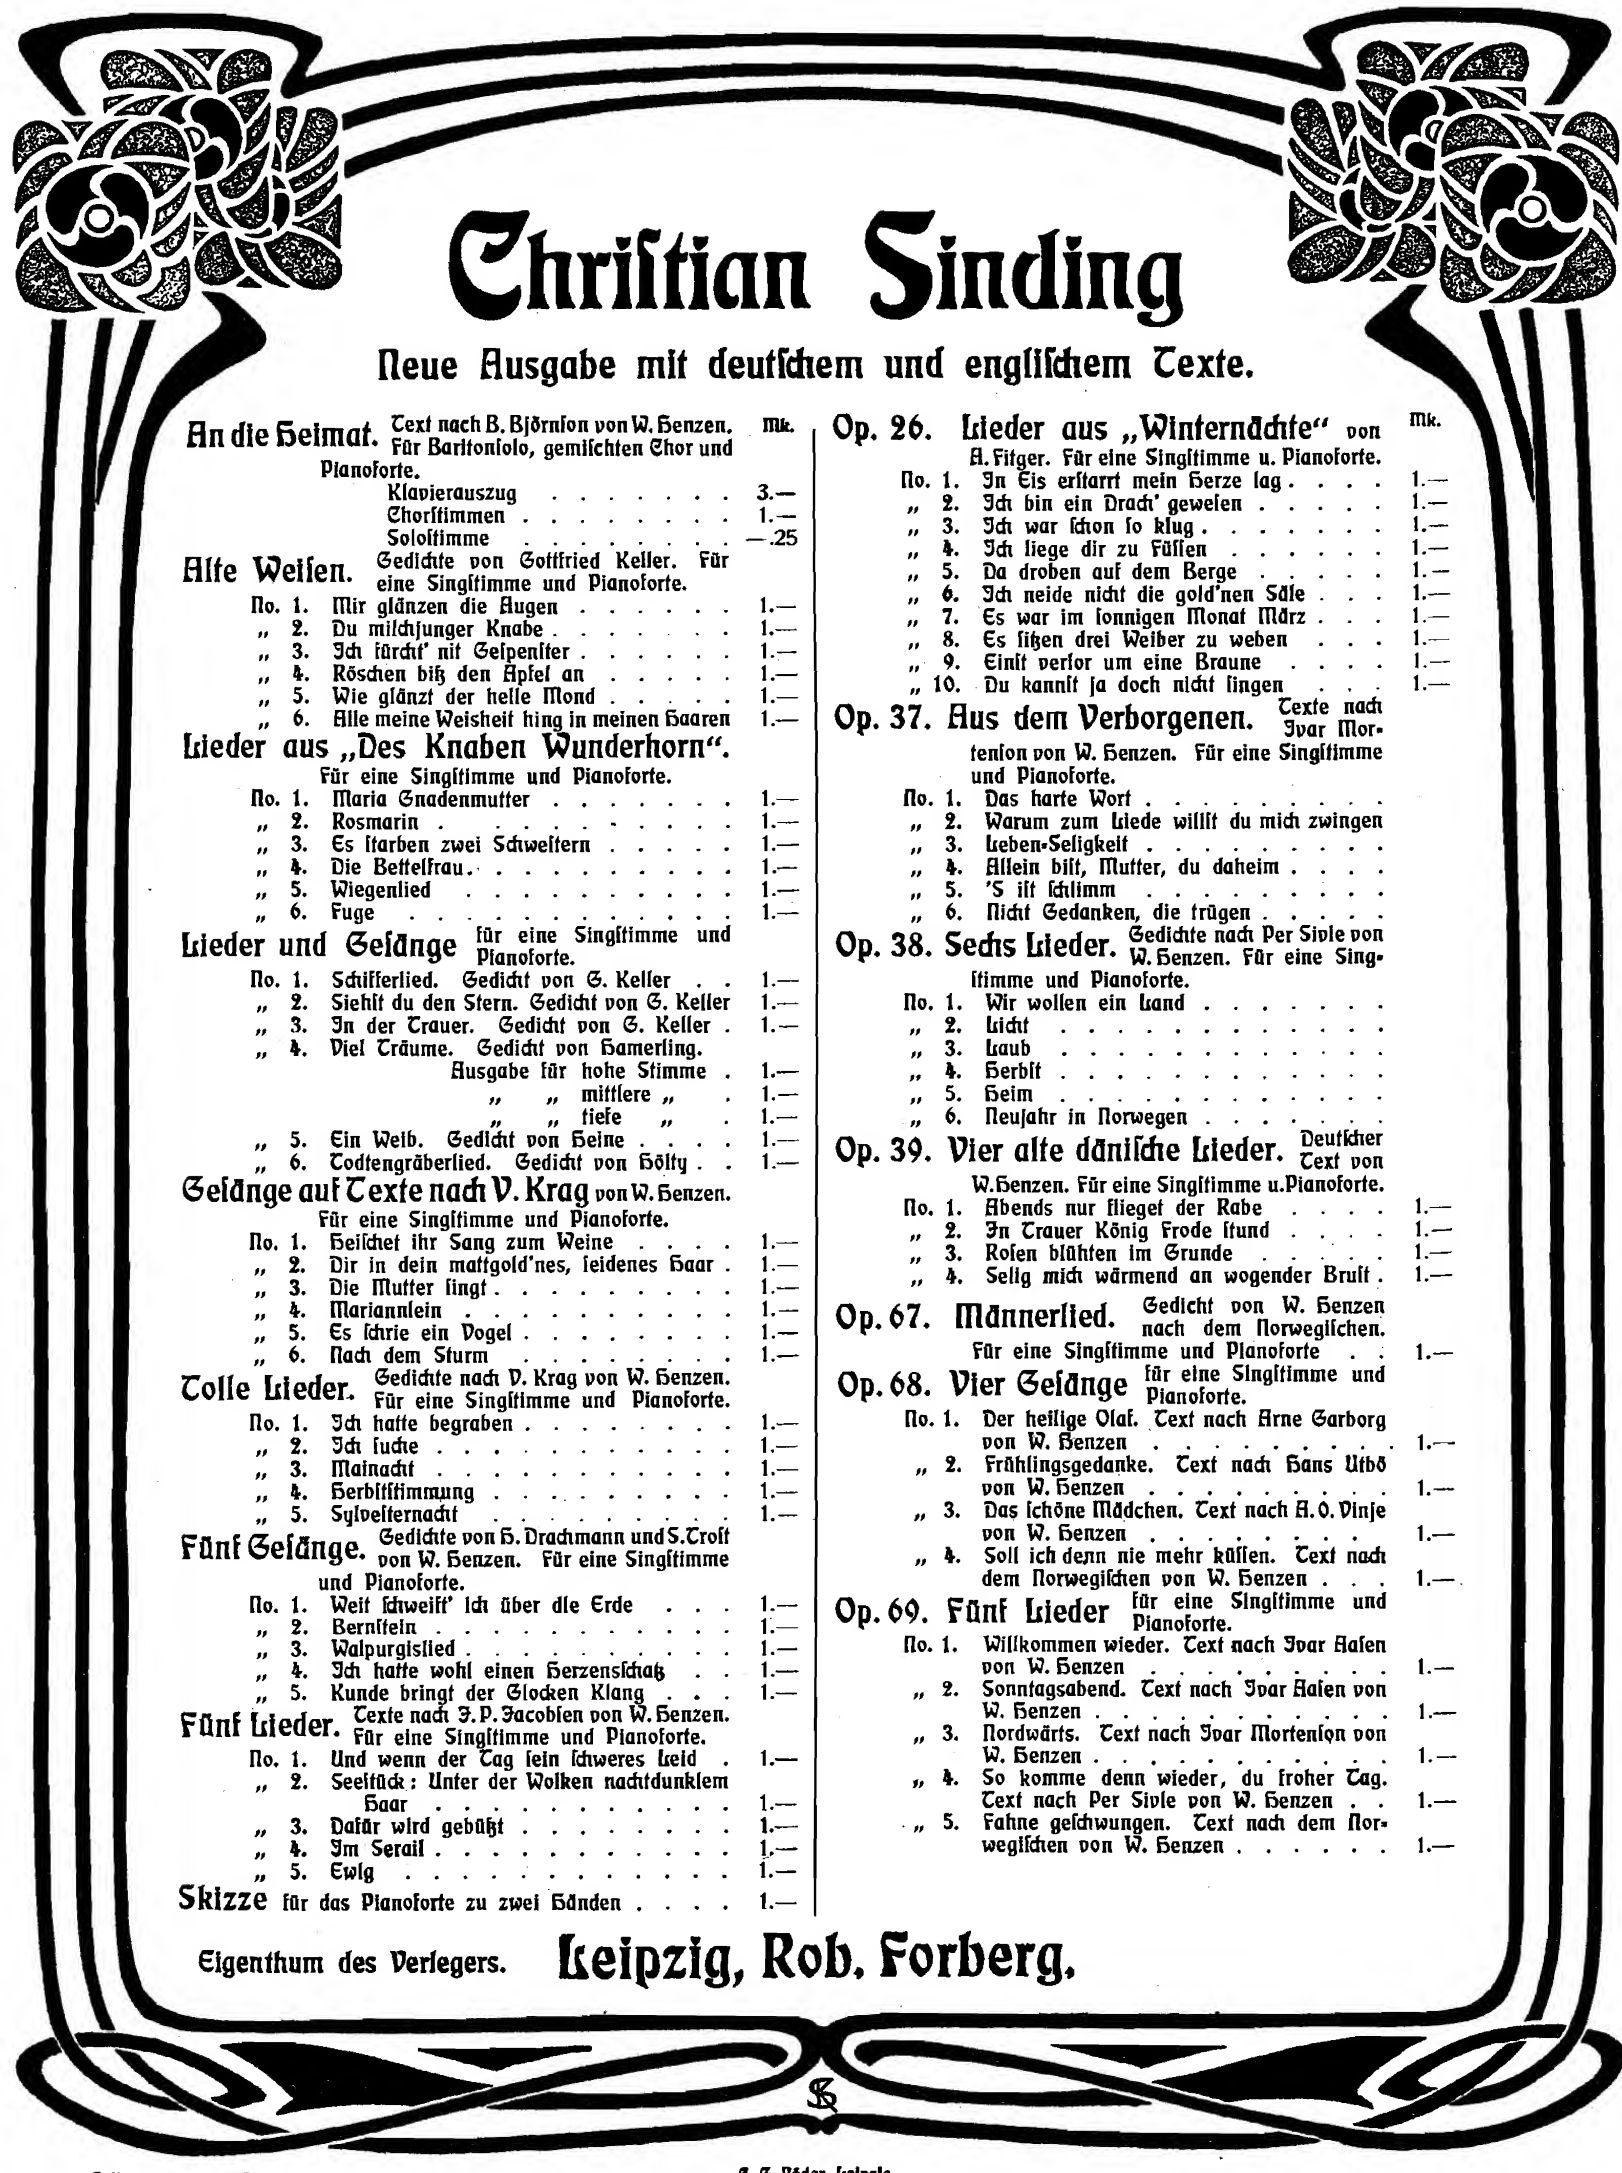 Chriſtian Sinding
Neue Ausgabe mit deutſchem und engliſchem Texte.
An die Heimat. Text nach B. Björnſon von W. Henzen. Mk.
Für Baritonſolo, gemiſchten Chor und
Pianoforte.
Klavierauszug . . . . . . . 3.—
Chorſtimmen . . . . . . . . 1.—
Soloſtimme . . . . . . . . —.25
Alte Weiſen. Gedichte von Gottfried Keller. Für
eine Singſtimme und Pianoforte.
No. 1. Mir glänzen die Augen . . . . . . 1.—
„ 2. Du milchjunger Knabe . . . . . . . 1.—
„ 3. Ich fürcht' nit Geſpenſter . . . . . . 1.—
„ 4. Röschen biß den Apfel an . . . . . 1.—
„ 5. Wie glänzt der helle Mond . . . . . 1.—
„ 6. Alle meine Weisheit hing in meinen Haaren 1.—
Lieder aus „Des Knaben Wunderhorn“.
Für eine Singſtimme und Pianoforte.
No. 1. Maria Gnadenmutter . . . . . . . 1.—
„ 2. Rosmarin . . . . . . . . . . 1.—
„ 3. Es ſtarben zwei Schweſtern . . . . . 1.—
„ 4. Die Bettelfrau. . . . . . . . . . 1.—
„ 5. Wiegenlied . . . . . . . . . . 1.—
„ 6. Fuge . . . . . . . . . . . 1.—
Lieder und Geſänge für eine Singſtimme und
Pianoforte.
No. 1. Schifferlied. Gedicht von G. Keller . . 1.—
„ 2. Siehſt du den Stern. Gedicht von G. Keller 1.—
„ 3. In der Trauer. Gedicht von G. Keller . 1.—
„ 4. Viel Träume. Gedicht von Hamerling.
Ausgabe für hohe Stimme . 1.—
„ „ mittlere „ . 1.—
„ „ tiefe „ . 1.—
„ 5. Ein Weib. Gedicht von Heine . . . . 1.—
„ 6. Todtengräberlied. Gedicht von Hölty . . 1.—
Geſänge auf Texte nach V. Krag von W. Henzen.
Für eine Singſtimme und Pianoforte.
No. 1. Heiſchet ihr Sang zum Weine . . . . 1.—
„ 2. Dir in dein mattgold'nes, ſeidenes Haar . 1.—
„ 3. Die Mutter ſingt . . . . . . . . . 1.—
„ 4. Mariannlein . . . . . . . . . . 1.—
„ 5. Es ſchrie ein Vogel . . . . . . . . 1.—
„ 6. Nach dem Sturm . . . . . . . . 1.—
Tolle Lieder. Gedichte nach V. Krag von W. Henzen.
Für eine Singſtimme und Pianoforte.
No. 1. Ich hatte begraben . . . . . . . . 1.—
„ 2. Ich ſuche . . . . . . . . . . . 1.—
„ 3. Mainacht . . . . . . . . . . . 1.—
„ 4. Herbſtſtimmung . . . . . . . . . 1.—
„ 5. Sylveſternacht . . . . . . . . . 1.—
Fünf Geſänge. Gedichte von H. Drachmann und S. Troſt
von W. Henzen. Für eine Singſtimme
und Pianoforte.
No. 1. Weit ſchweift' ich über die Erde . . . 1.—
„ 2. Bernſtein . . . . . . . . . . . 1.—
„ 3. Walpurgislied . . . . . . . . . . 1.—
„ 4. Ich hatte wohl einen Herzensſchatz . . 1.—
„ 5. Kunde bringt der Glocken Klang . . . 1.—
Fünf Lieder. Texte nach J. P. Jacobſen von W. Henzen.
Für eine Singſtimme und Pianoforte.
No. 1. Und wenn der Tag ſein ſchweres Leid . 1.—
„ 2. Seeſtück: Unter der Wolken nachtdunklem
Haar . . . . . . . . . . . 1.—
„ 3. Dafür wird gebüßt . . . . . . . . 1.—
„ 4. Im Serail . . . . . . . . . . . 1.—
„ 5. Ewig . . . . . . . . . . . . 1.—
Skizze für das Pianoforte zu zwei Händen . . . . 1.—
Op. 26. Lieder aus „Winternächte“ von Mk.
A. Fitger. Für eine Singſtimme u. Pianoforte.
No. 1. In Eis erſtarrt mein Herze lag . . . . 1.—
„ 2. Ich bin ein Drach' geweſen . . . . . 1.—
„ 3. Ich war ſchon ſo klug . . . . . . . 1.—
„ 4. Ich liege dir zu Füſſen . . . . . . 1.—
„ 5. Da droben auf dem Berge . . . . . 1.—
„ 6. Ich neide nicht die gold'nen Säle . . . 1.—
„ 7. Es war im ſonnigen Monat März . . . 1.—
„ 8. Es ſitzen drei Weiber zu weben . . . 1.—
„ 9. Einſt verlor um eine Braune . . . . 1.—
„ 10. Du kannſt ja doch nicht ſingen . . . 1.—
Op. 37. Aus dem Verborgenen. Texte nach
Ivar Mor-
tenſon von W. Henzen. Für eine Singſtimme
und Pianoforte.
No. 1. Das harte Wort . . . . . . . . .
„ 2. Warum zum Liede willſt du mich zwingen
„ 3. Leben-Seligkeit . . . . . . . . .
„ 4. Allein biſt, Mutter, du daheim . . . .
„ 5. 'S iſt ſchlimm . . . . . . . . .
„ 6. Nicht Gedanken, die trügen . . . . .
Op. 38. Sechs Lieder. Gedichte nach Per Sivle von
W. Henzen. Für eine Sing-
ſtimme und Pianoforte.
No. 1. Wir wollen ein Land . . . . . . .
„ 2. Licht . . . . . . . . . . . .
„ 3. Laub . . . . . . . . . . . .
„ 4. Herbſt . . . . . . . . . . . .
„ 5. Heim . . . . . . . . . . . .
„ 6. Neujahr in Norwegen . . . . . . .
Op. 39. Vier alte däniſche Lieder. Deutſcher
Text von
W. Henzen. Für eine Singſtimme u. Pianoforte.
No. 1. Abends nur flieget der Rabe . . . . 1.—
„ 2. In Trauer König Frode ſtund . . . . 1.—
„ 3. Roſen blühten im Grunde . . . . . 1.—
„ 4. Selig mich wärmend an wogender Bruſt . 1.—
Op. 67. Männerlied. Gedicht von W. Henzen
nach dem Norwegiſchen.
Für eine Singſtimme und Pianoforte . . 1.—
Op. 68. Vier Geſänge für eine Singſtimme und
Pianoforte.
No. 1. Der heilige Olaf. Text nach Arne Garborg
von W. Henzen . . . . . . . . . 1.—
„ 2. Frühlingsgedanke. Text nach Hans Utbö
von W. Henzen . . . . . . . . . 1.—
„ 3. Das ſchöne Mädchen. Text nach A. O. Vinje
von W. Henzen . . . . . . . . 1.—
„ 4. Soll ich denn nie mehr küſſen. Text nach
dem Norwegiſchen von W. Henzen . . . 1.—
Op. 69. Fünf Lieder für eine Singſtimme und
Pianoforte.
No. 1. Willkommen wieder. Text nach Ivar Aaſen
von W. Henzen . . . . . . . . 1.—
„ 2. Sonntagsabend. Text nach Ivar Aaſen von
W. Henzen . . . . . . . . . . 1.—
„ 3. Nordwärts. Text nach Ivar Mortenſon von
W. Henzen . . . . . . . . . . 1.—
„ 4. So komme denn wieder, du froher Tag.
Text nach Per Sivle von W. Henzen . . 1.—
„ 5. Fahne geſchwungen. Text nach dem Nor-
wegiſchen von W. Henzen . . . . . . 1.—
Eigenthum des Verlegers. Leipzig, Rob. Forberg.